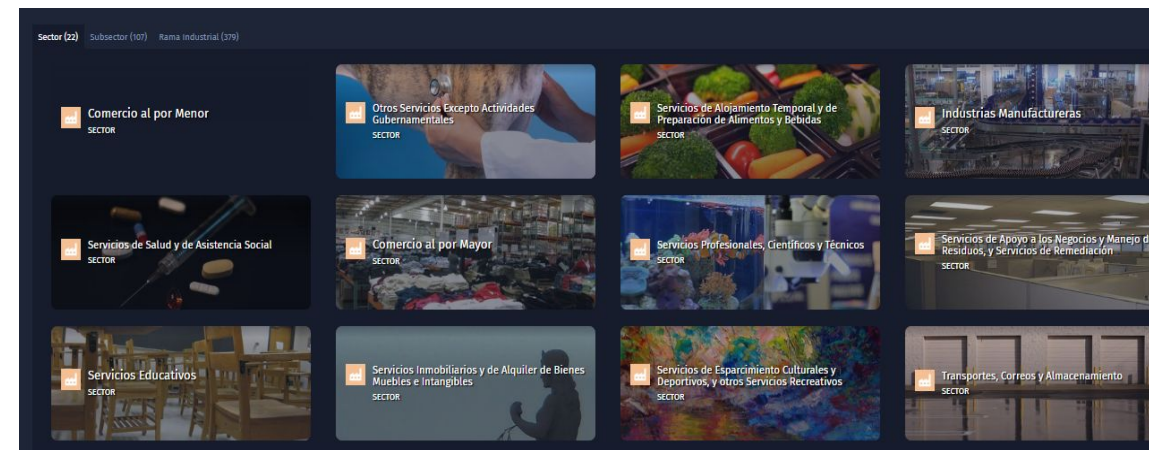 Sector (22) Subsector (107) Rama Industrial (379)
Comercio al por Menor
SECTOR
Otros Servicios Excepto Actividades
Gubernamentales
SECTOR
Servicios de Alojamiento Temporal y de
Preparación de Alimentos y Bebidas
SECTOR
Industrias Manufactureras
SECTOR
Servicios de Salud y de Asistencia Social
SECTOR
Comercio al por Mayor
SECTOR
Servicios Profesionales, Científicos y Técnicos
SECTOR
Servicios de Apoyo a los Negocios y Manejo d
Residuos, y Servicios de Remediación
SECTOR
Servicios Educativos
SECTOR
Servicios Inmobiliarios y de Alquiler de Bienes
Muebles e Intangibles
SECTOR
Servicios de Esparcimiento Culturales y
Deportivos, y otros Servicios Recreativos
SECTOR
Transportes, Correos y Almacenamiento
SECTOR